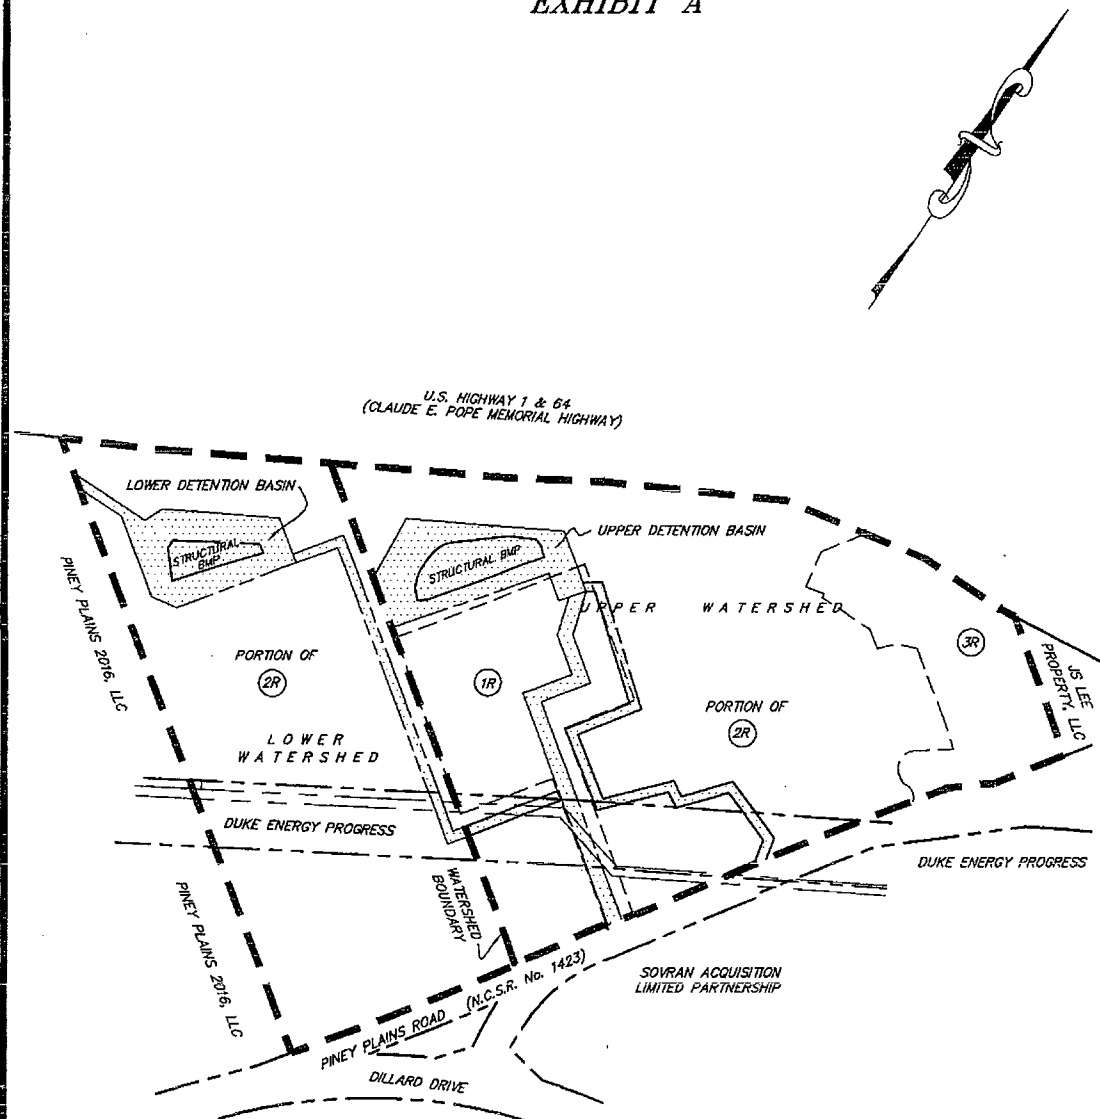 EXHIBIT A
U.S. HIGHWAY 1 & 64
(CLAUDE E. POPE MEMORIAL HIGHWAY)
LOWER DETENTION BASIN
UPPER DETENTION BASIN
STRUCTURAL
BMP
STRUCTURAL BMP
UPPER WATERSHED
PINEY PLAINS 2016, LLC
PORTION OF
2R
1R
3R
JS LEE
PROPERTY, LLC
PORTION OF
2R
LOWER
WATERSHED
DUKE ENERGY PROGRESS
DUKE ENERGY PROGRESS
WATERSHED
BOUNDARY
PINEY PLAINS 2016, LLC
SOVRAN ACQUISITION
LIMITED PARTNERSHIP
PINEY PLAINS ROAD (N.C.S.R. No. 1423)
DILLARD DRIVE